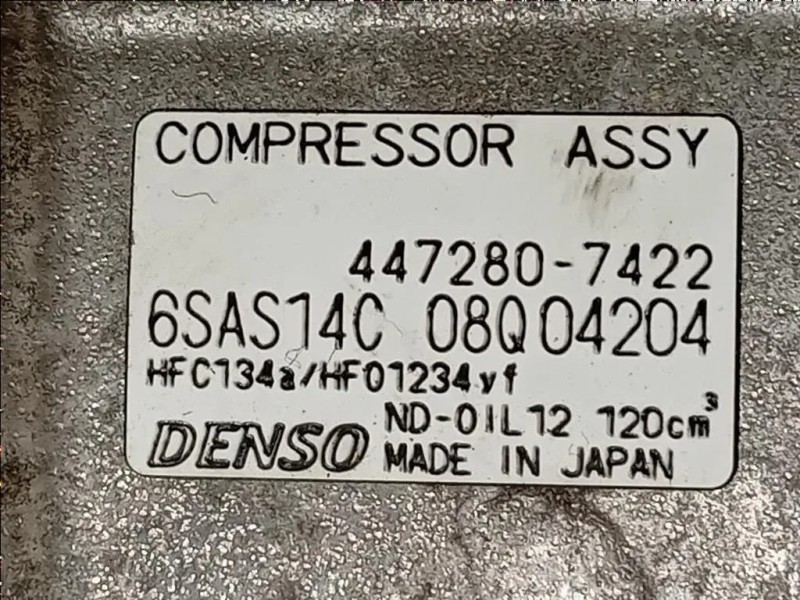 COMPRESSOR ASSY
447280-7422
6SAS14C 08Q04204
HFC134a/HFO1234yf
ND-OIL12 120cm³
DENSO MADE IN JAPAN